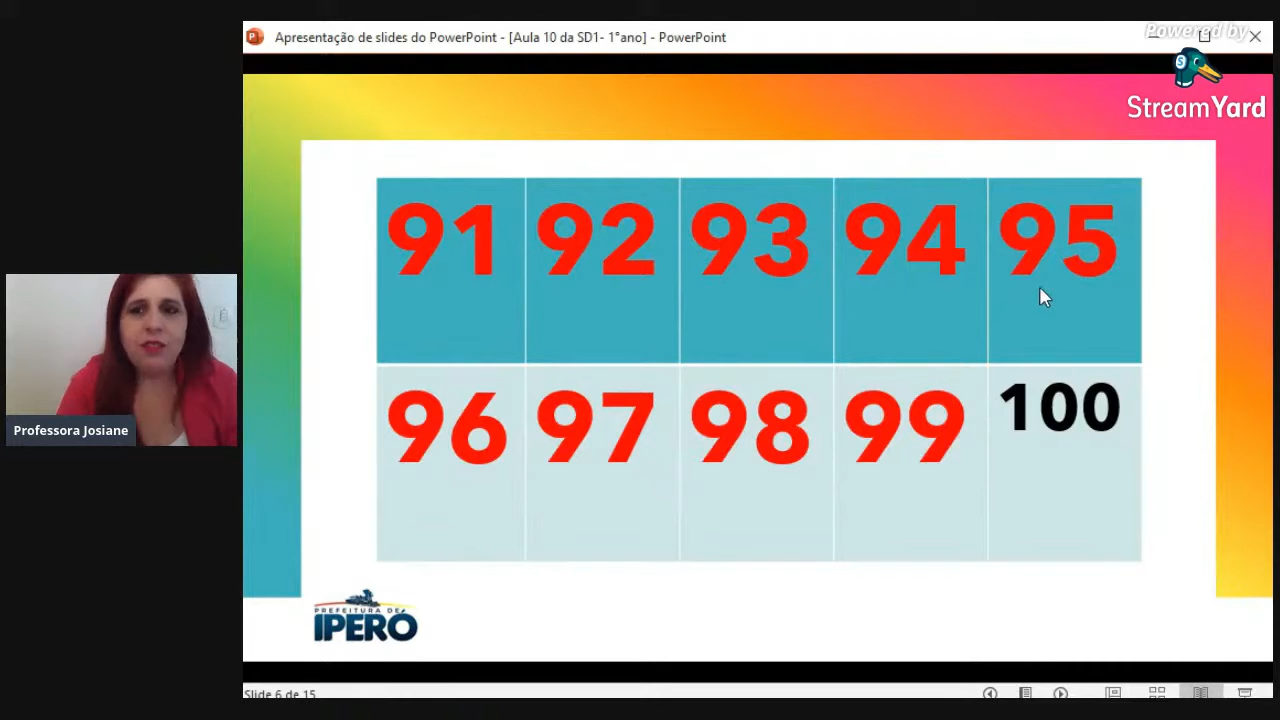 Apresentação de slides do PowerPoint - [Aula 10 da SD1- 1°ano] - PowerPoint
Powered by
StreamYard
91 92 93 94 95
96 97 98 99 100
Professora Josiane
PREFEITURA DE
IPERÓ
Slide 6 de 15